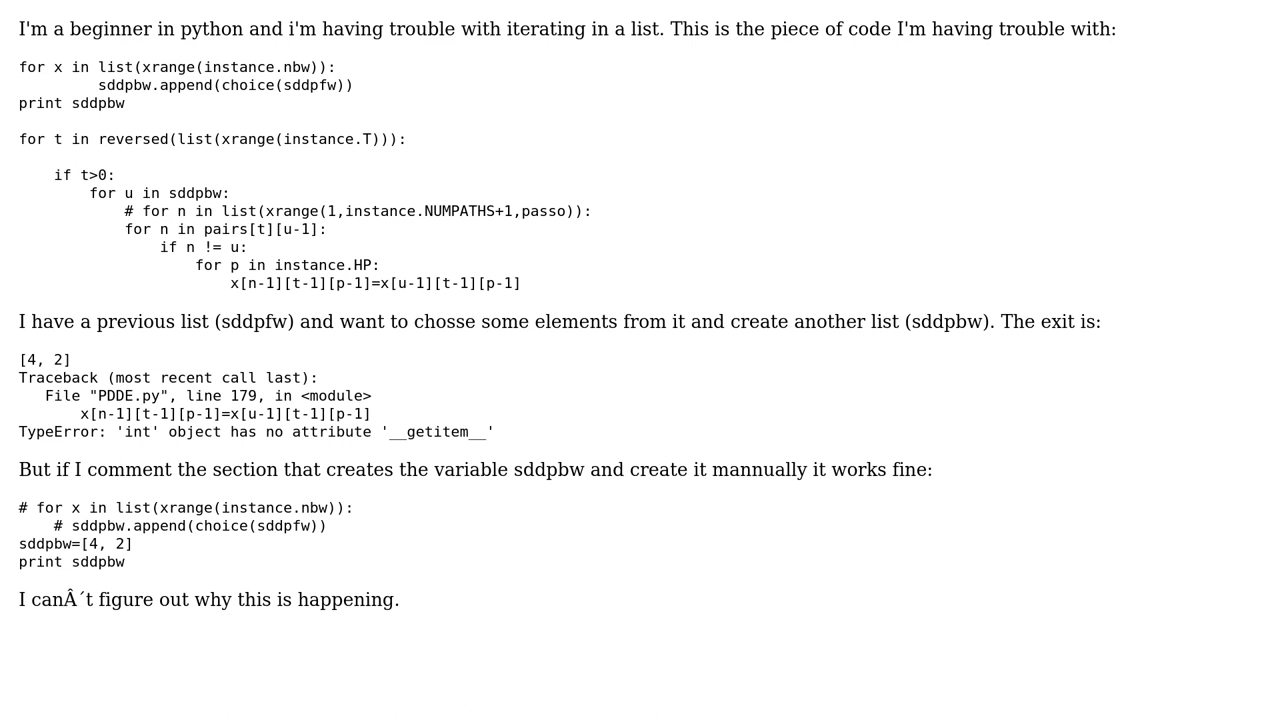 I'm a beginner in python and i'm having trouble with iterating in a list. This is the piece of code I'm having trouble with:
for x in list(xrange(instance.nbw)):
         sddpbw.append(choice(sddpfw))
print sddpbw
for t in reversed(list(xrange(instance.T))):
    if t>0:
        for u in sddpbw:
            # for n in list(xrange(1,instance.NUMPATHS+1,passo)):
            for n in pairs[t][u-1]:
                if n != u:
                    for p in instance.HP:
                        x[n-1][t-1][p-1]=x[u-1][t-1][p-1]
I have a previous list (sddpfw) and want to chosse some elements from it and create another list (sddpbw). The exit is:
[4, 2]
Traceback (most recent call last):
   File "PDDE.py", line 179, in <module>
       x[n-1][t-1][p-1]=x[u-1][t-1][p-1]
TypeError: 'int' object has no attribute '__getitem__'
But if I comment the section that creates the variable sddpbw and create it mannually it works fine:
# for x in list(xrange(instance.nbw)):
    # sddpbw.append(choice(sddpfw))
sddpbw=[4, 2]
print sddpbw
I canÂ´t figure out why this is happening.